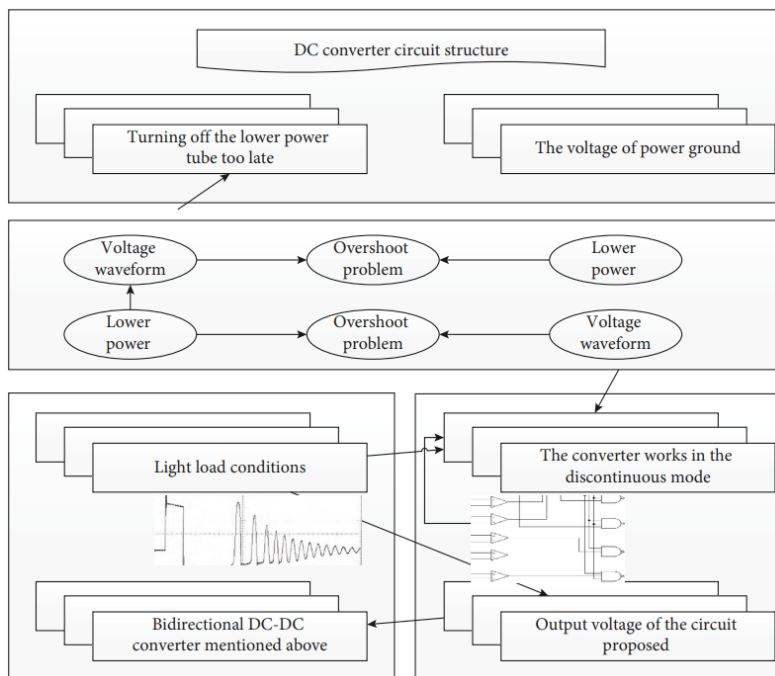 DC converter circuit structure
Turning off the lower power
tube too late
The voltage of power ground
Voltage
waveform
Overshoot
problem
Lower
power
Lower
power
Overshoot
problem
Voltage
waveform
Light load conditions
The converter works in the
discontinuous mode
Bidirectional DC-DC
converter mentioned above
Output voltage of the circuit
proposed